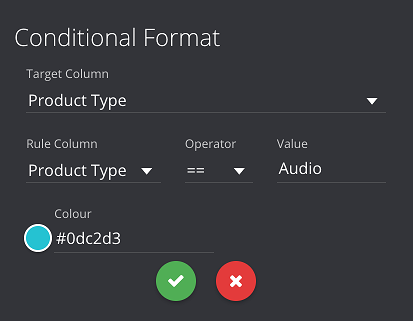 Conditional Format
Target Column
Product Type
Rule Column Operator Value
Product Type == Audio
Colour
#0dc2d3